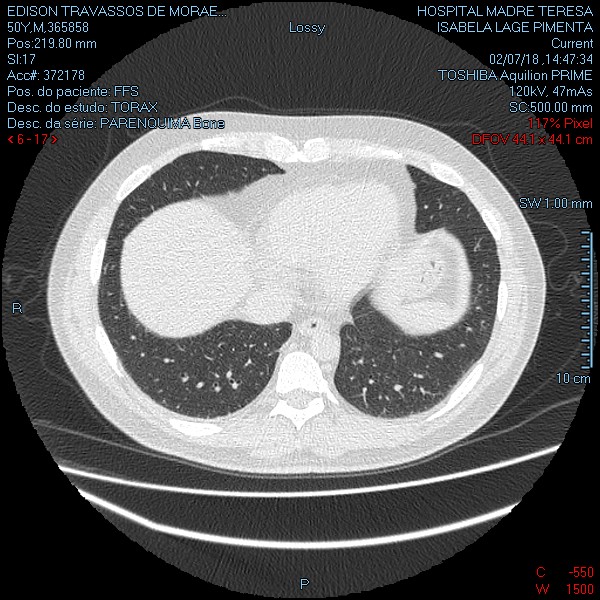 EDISON TRAVASSOS DE MORAE...
50Y,M,365858
Pos:219.80 mm
SI:17
Acc#: 372178
Pos. do paciente: FFS
Desc. do estudo: TORAX
Desc. da série: PARENQUIMA Bone
< 6 - 17 >
Lossy
HOSPITAL MADRE TERESA
ISABELA LAGE PIMENTA
Current
02/07/18 ,14:47:34
TOSHIBA Aquilion PRIME
120kV, 47mAs
SC:500.00 mm
117% Pixel
DFOV 44.1 x 44.1 cm
SW 1.00 mm
R
10 cm
P
C -550
W 1500